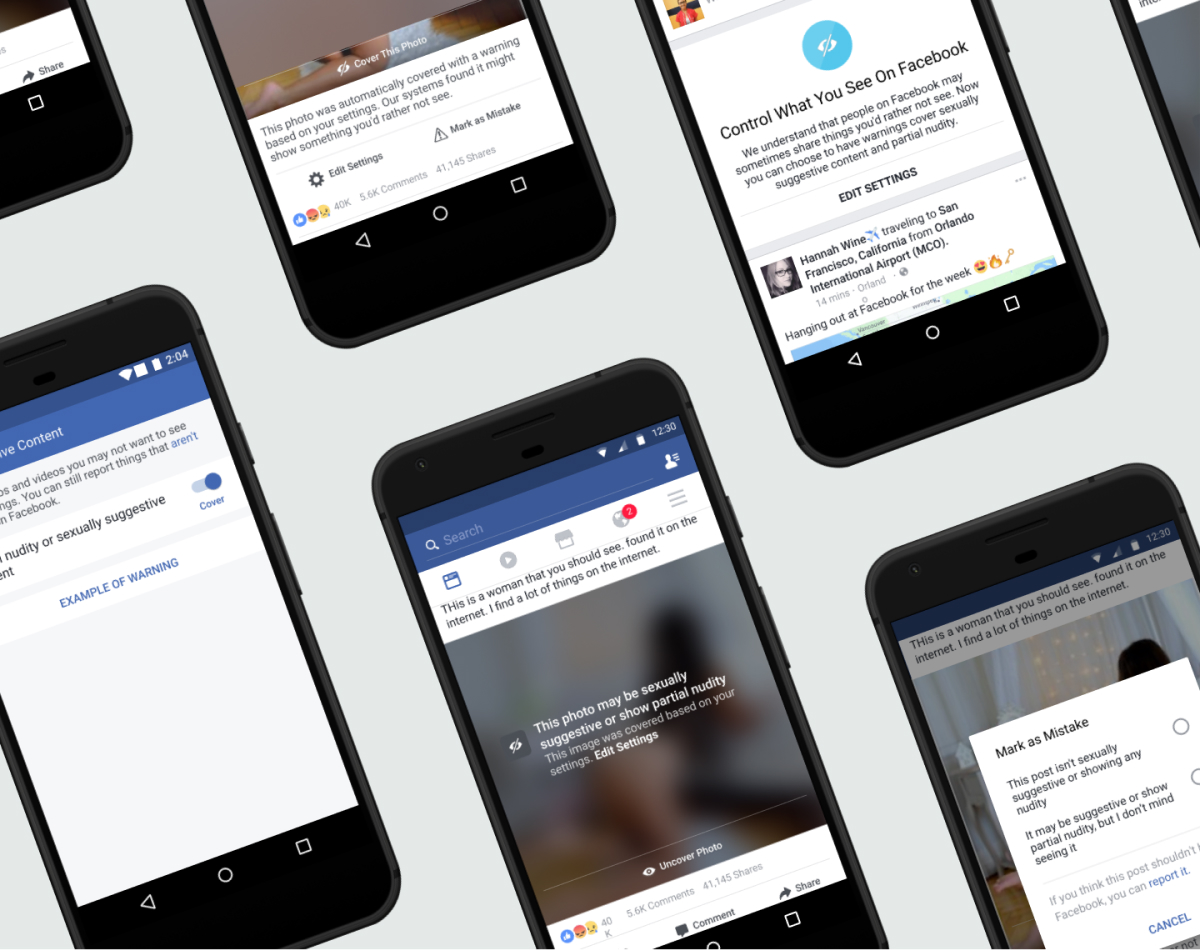 Share
Cover This Photo
This photo was automatically covered with a warning
based on your settings. Our systems found it might
show something you'd rather not see.
Edit Settings
Mark as Mistake
40K
5.6K Comments
41,145 Shares
Control What You See On Facebook
We understand that people on Facebook may
sometimes share things you'd rather not see. Now
you can choose to have warnings cover sexually
suggestive content and partial nudity.
EDIT SETTINGS
Hannah Wine traveling to San
Francisco, California from Orlando
International Airport (MCO).
14 mins · Orland
o
Hanging out at Facebook for the week 🤩🔥🗝️
Vancouver
2:04
ve Content
os and videos you may not want to see
ngs. You can still report things that aren't
n Facebook.
nudity or sexually suggestive
ent
Cover
EXAMPLE OF WARNING
12:30
Search
2
THis is a woman that you should see. found it on the
internet. I find a lot of things on the internet.
This photo may be sexually
suggestive or show partial nudity
This image was covered based on your
settings. Edit Settings
Uncover Photo
40
K
5.6K Comments
41,145 Shares
Comment
Share
12:30
THis is a woman that you should see. found it on the
internet. I find a lot of things on the internet.
Mark as Mistake
This post isn't sexually
suggestive or showing any
nudity
It may be suggestive or show
partial nudity, but I don't mind
seeing it
If you think this post shouldn't b
Facebook, you can report it.
CANCEL